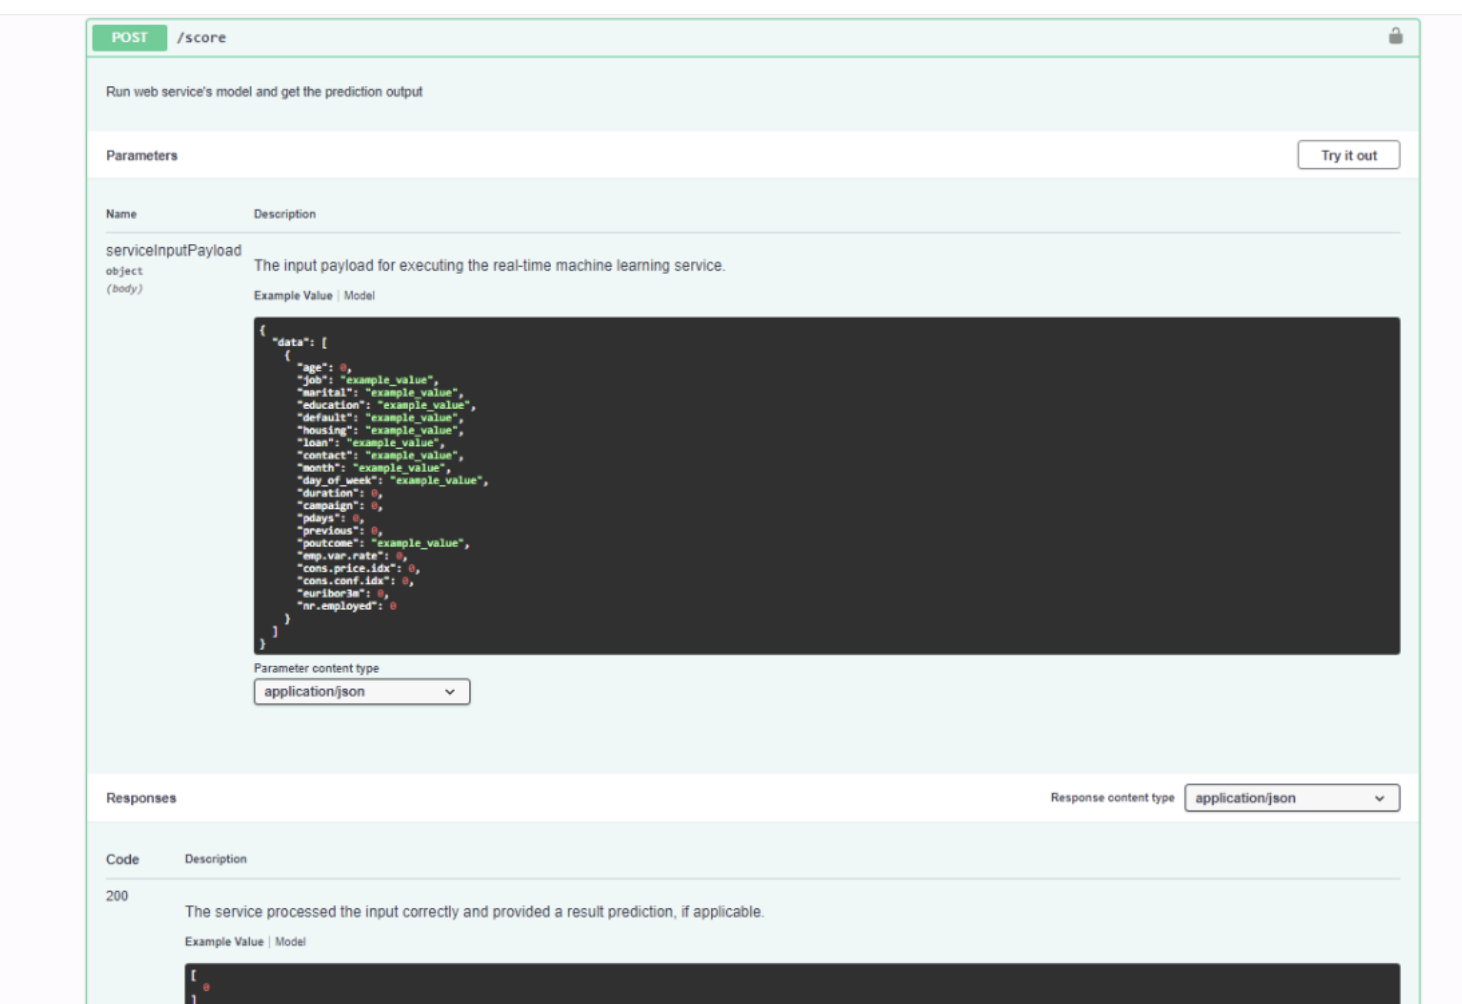 POST /score
Run web service's model and get the prediction output
Parameters
Try it out
Name Description
serviceInputPayload
object
(body)
The input payload for executing the real-time machine learning service.
Example Value | Model
{
"data": [
{
"age": 0,
"job": "example_value",
"marital": "example_value",
"education": "example_value",
"default": "example_value",
"housing": "example_value",
"loan": "example_value",
"contact": "example_value",
"month": "example_value",
"day_of_week": "example_value",
"duration": 0,
"campaign": 0,
"pdays": 0,
"previous": 0,
"poutcome": "example_value",
"emp.var.rate": 0,
"cons.price.idx": 0,
"cons.conf.idx": 0,
"euribor3m": 0,
"nr.employed": 0
}
]
}
Parameter content type
application/json
Responses
Response content type application/json
Code Description
200
The service processed the input correctly and provided a result prediction, if applicable.
Example Value | Model
[
0
]